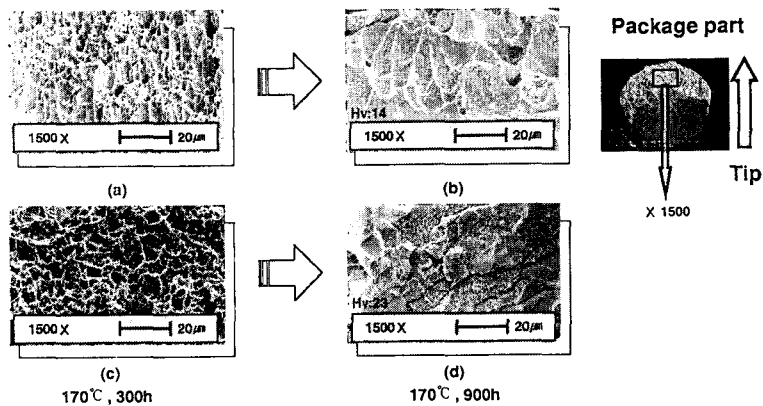 Package part
Hv:14
1500 X 20㎛
1500 X 20㎛
Tip
(a)
(b)
X 1500
Hv:23
1500 X 20㎛
1500 X 20㎛
(c)
(d)
170℃, 300h
170℃, 900h